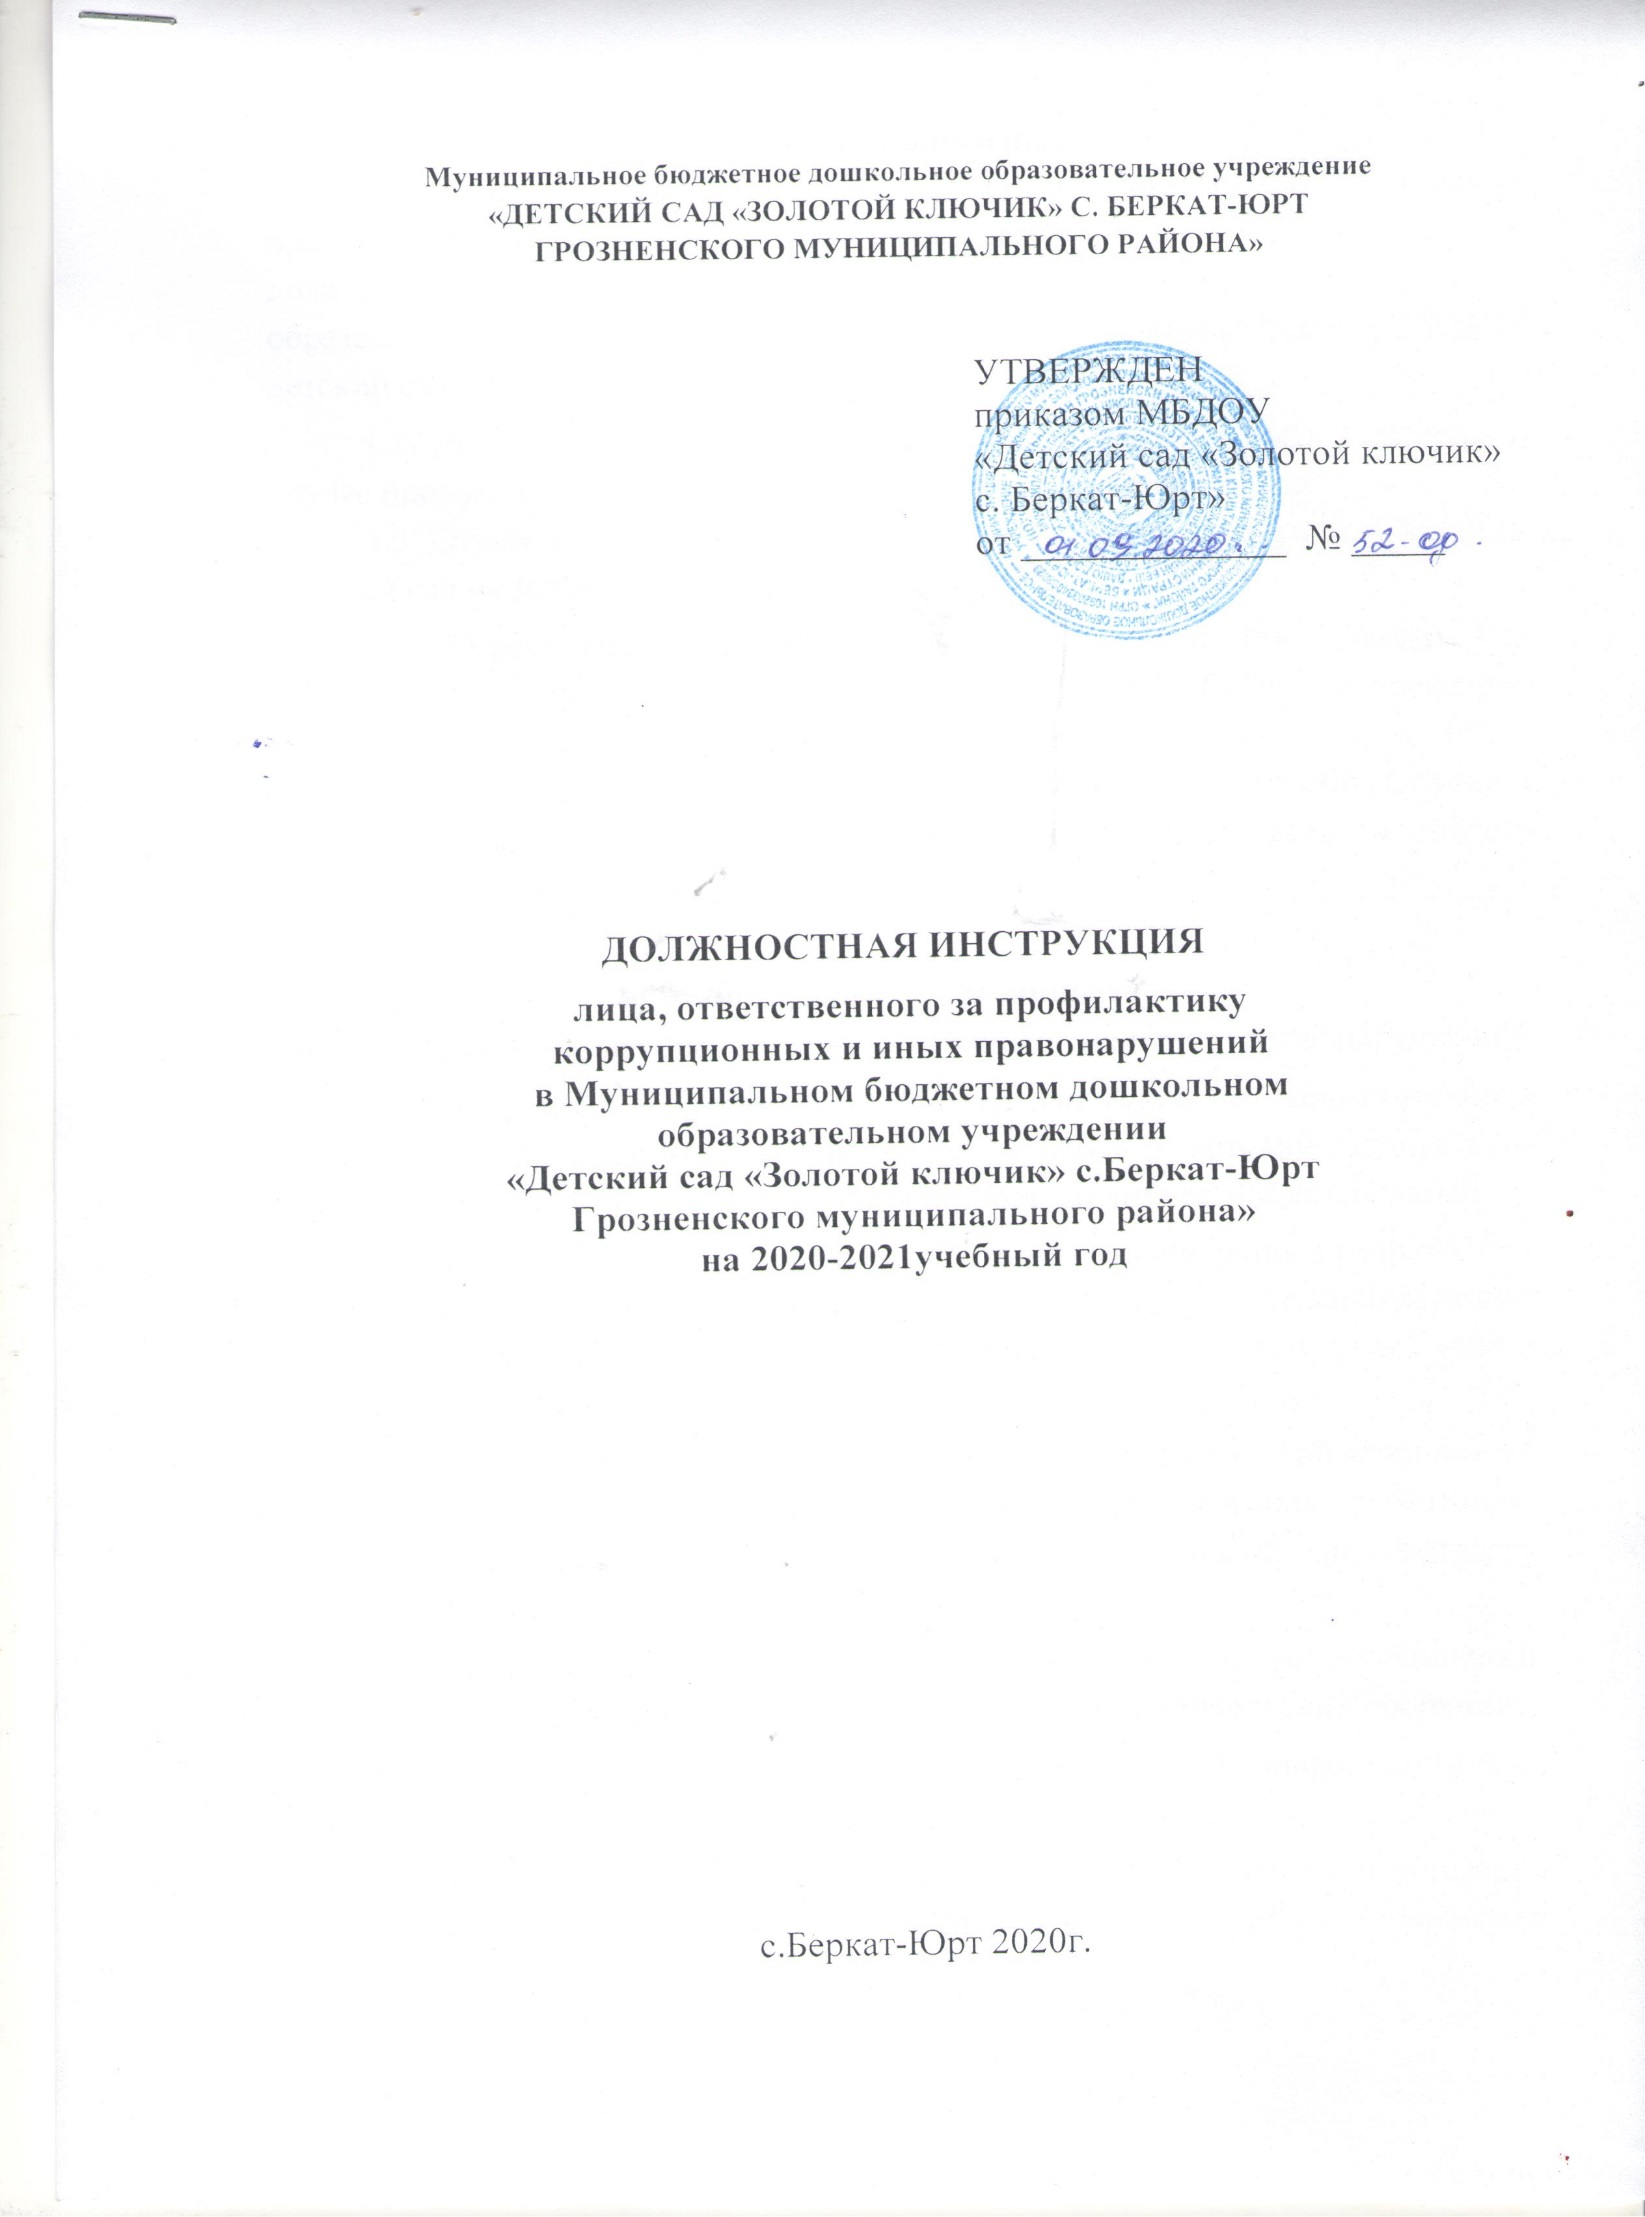 Муниципальное бюджетное дошкольное образовательное учреждение
«ДЕТСКИЙ САД «ЗОЛОТОЙ КЛЮЧИК» С. БЕРКАТ-ЮРТ
ГРОЗНЕНСКОГО МУНИЦИПАЛЬНОГО РАЙОНА»
УТВЕРЖДЕН
приказом МБДОУ
«Детский сад «Золотой ключик»
с. Беркат-Юрт»
от 01.09.2020г. № 52-ор
ДОЛЖНОСТНАЯ ИНСТРУКЦИЯ
лица, ответственного за профилактику
коррупционных и иных правонарушений
в Муниципальном бюджетном дошкольном
образовательном учреждении
«Детский сад «Золотой ключик» с.Беркат-Юрт
Грозненского муниципального района»
на 2020-2021учебный год
с.Беркат-Юрт 2020г.